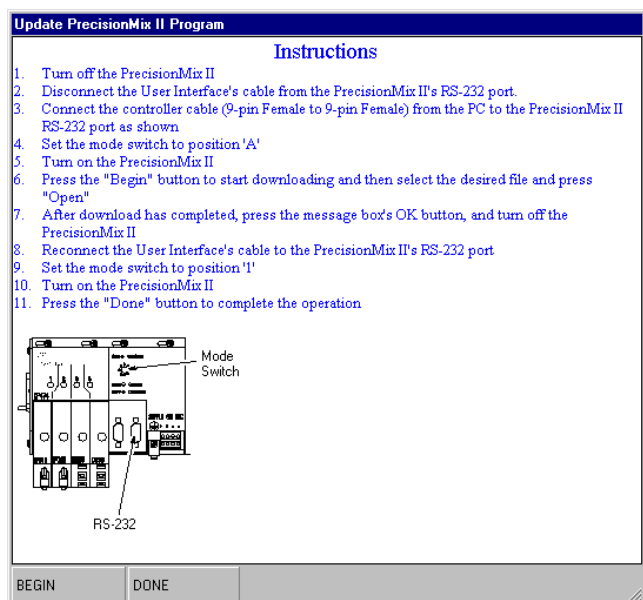 Update PrecisionMix II Program
Instructions
1. Turn off the PrecisionMix II
2. Disconnect the User Interface's cable from the PrecisionMix II's RS-232 port.
3. Connect the controller cable (9-pin Female to 9-pin Female) from the PC to the PrecisionMix II
RS-232 port as shown
4. Set the mode switch to position 'A'
5. Turn on the PrecisionMix II
6. Press the "Begin" button to start downloading and then select the desired file and press
"Open"
7. After download has completed, press the message box's OK button, and turn off the
PrecisionMix II
8. Reconnect the User Interface's cable to the PrecisionMix II's RS-232 port
9. Set the mode switch to position '1'
10. Turn on the PrecisionMix II
11. Press the "Done" button to complete the operation
Mode
Switch
RS-232
BEGIN DONE